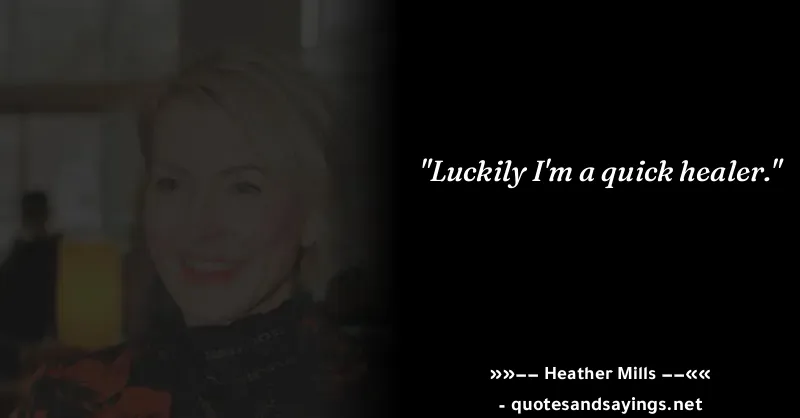 "Luckily I'm a quick healer."
»»—— Heather Mills ——««
- quotesandsayings.net